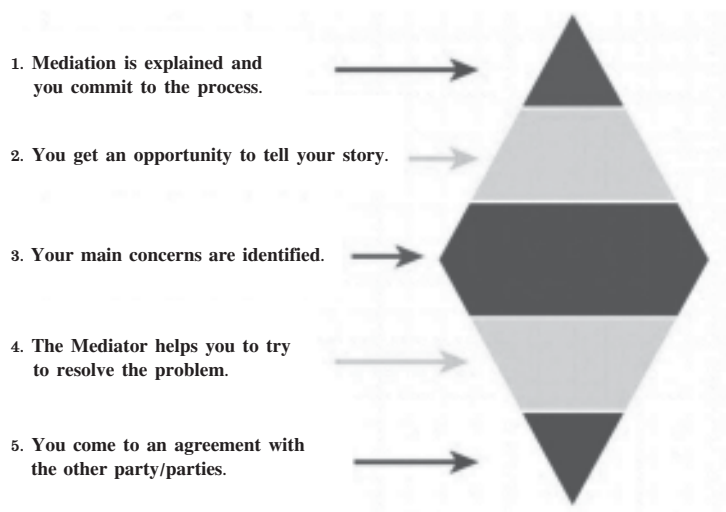 1. Mediation is explained and
you commit to the process.
2. You get an opportunity to tell your story.
3. Your main concerns are identified.
4. The Mediator helps you to try
to resolve the problem.
5. You come to an agreement with
the other party/parties.